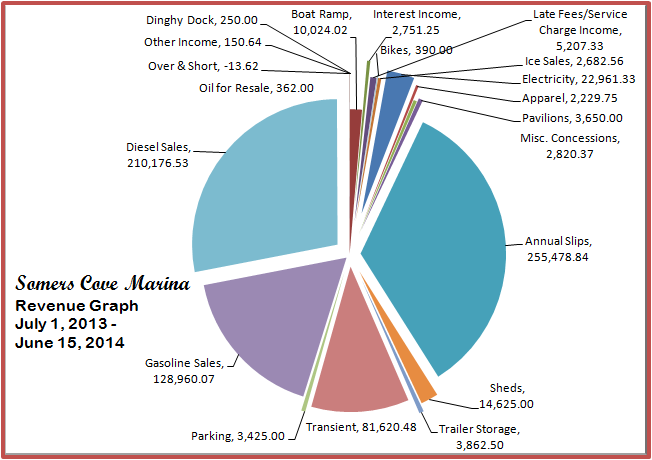 Dinghy Dock, 250.00
Other Income, 150.64
Over & Short, -13.62
Oil for Resale, 362.00
Boat Ramp,
10,024.02
Interest Income,
2,751.25
Bikes, 390.00
Late Fees/Service
Charge Income,
5,207.33
Ice Sales, 2,682.56
Electricity, 22,961.33
Apparel, 2,229.75
Pavilions, 3,650.00
Misc. Concessions,
2,820.37
Diesel Sales,
210,176.53
Annual Slips,
255,478.84
Somers Cove Marina
Revenue Graph
July 1, 2013 -
June 15, 2014
Gasoline Sales,
128,960.07
Sheds,
14,625.00
Parking, 3,425.00
Transient, 81,620.48
Trailer Storage,
3,862.50